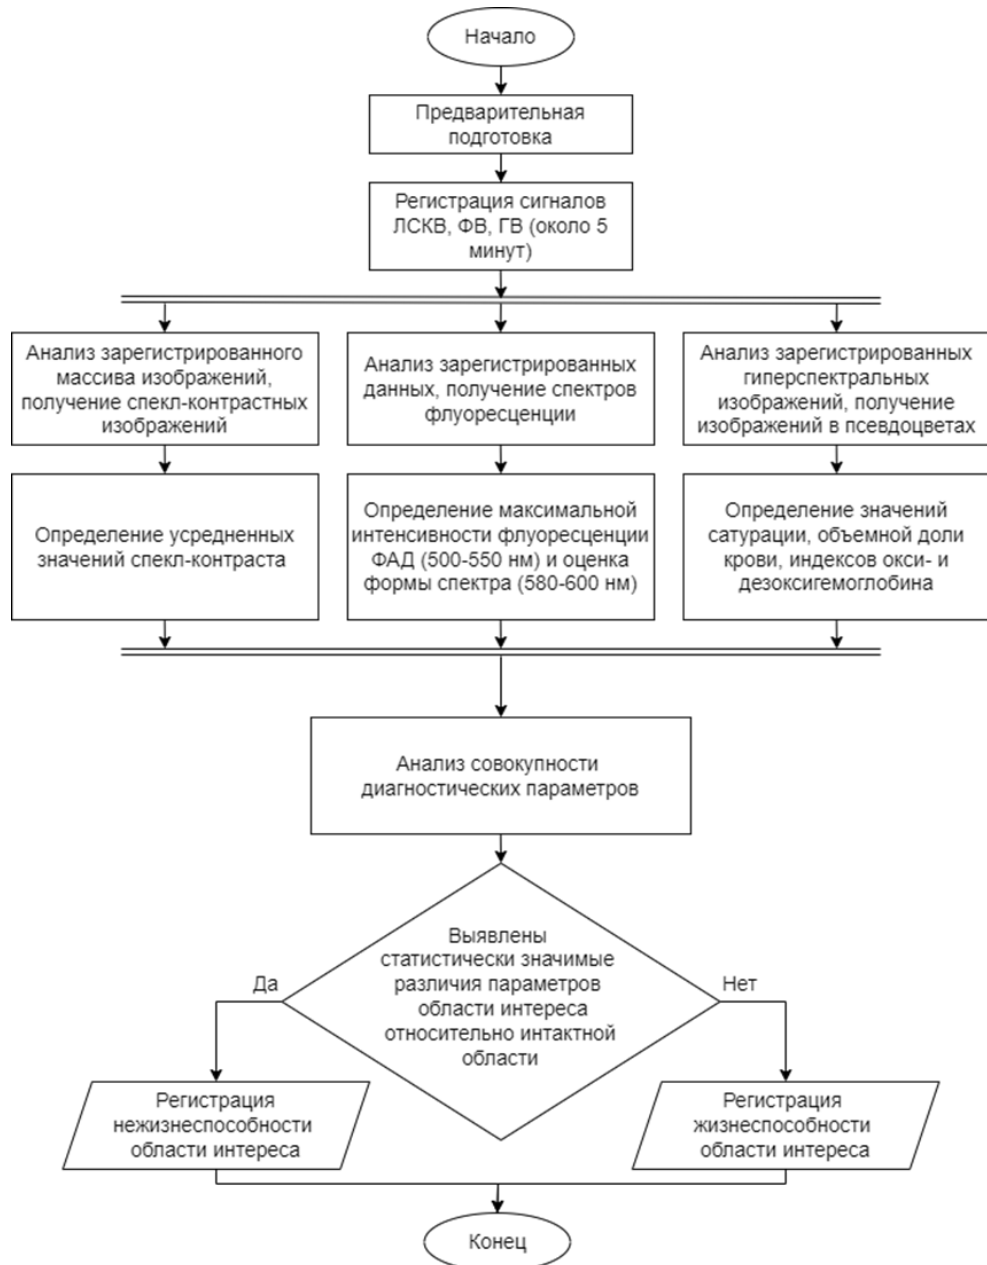 Начало
Предварительная
подготовка
Регистрация сигналов
ЛСКВ, ФВ, ГВ (около 5
минут)
Анализ зарегистрированного
массива изображений,
получение спекл-контрастных
изображений
Анализ зарегистрированных
данных, получение спектров
флуоресценции
Анализ зарегистрированных
гиперспектральных
изображений, получение
изображений в псевдоцветах
Определение усредненных
значений спекл-контраста
Определение максимальной
интенсивности флуоресценции
ФАД (500-550 нм) и оценка
формы спектра (580-600 нм)
Определение значений
сатурации, объемной доли
крови, индексов окси- и
дезоксигемоглобина
Анализ совокупности
диагностических параметров
Выявлены
статистически значимые
различия параметров
области интереса
относительно интактной
области
Да
Нет
Регистрация
нежизнеспособности
области интереса
Регистрация
жизнеспособности
области интереса
Конец